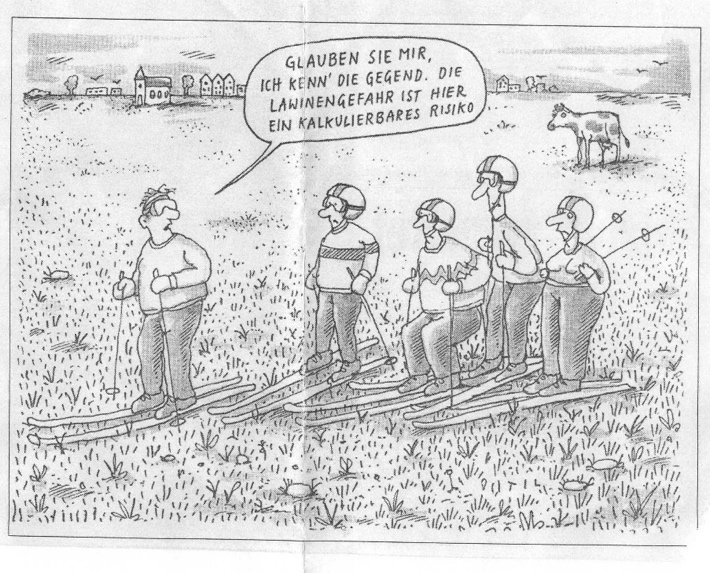 GLAUBEN SIE MIR,
ICH KENN' DIE GEGEND. DIE
LAWINENGEFAHR IST HIER
EIN KALKULIERBARES RISIKO